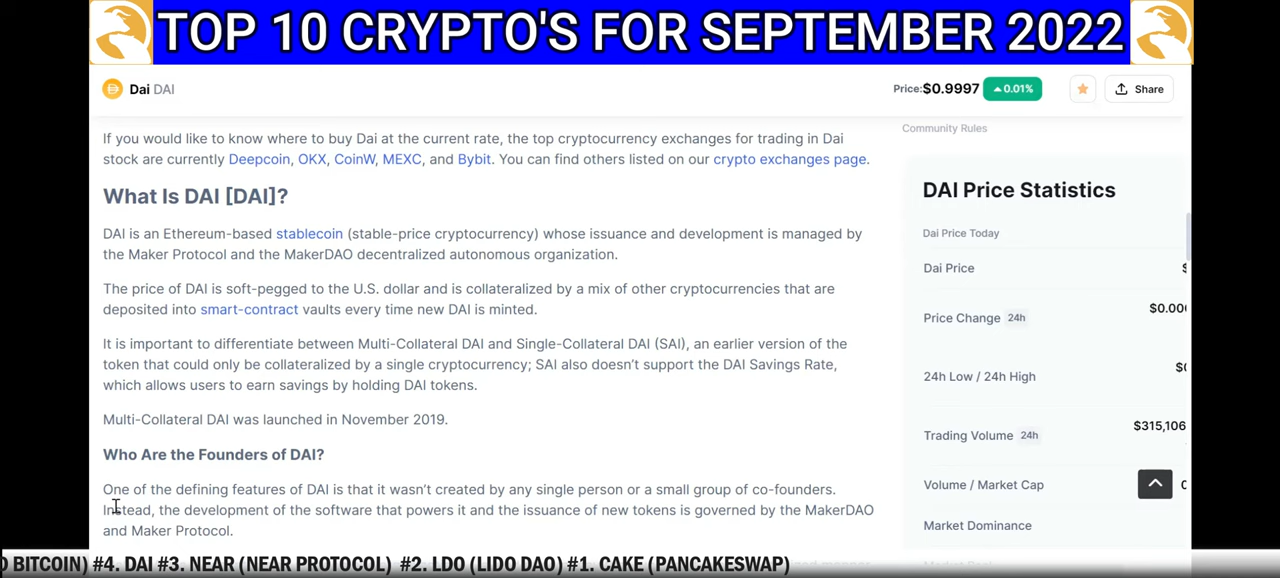 TOP 10 CRYPTO'S FOR SEPTEMBER 2022
Dai DAI
Price:$0.9997 0.01%
Share
If you would like to know where to buy Dai at the current rate, the top cryptocurrency exchanges for trading in Dai
stock are currently Deepcoin, OKX, CoinW, MEXC, and Bybit. You can find others listed on our crypto exchanges page.
What Is DAI [DAI]?
DAI is an Ethereum-based stablecoin (stable-price cryptocurrency) whose issuance and development is managed by
the Maker Protocol and the MakerDAO decentralized autonomous organization.
The price of DAI is soft-pegged to the U.S. dollar and is collateralized by a mix of other cryptocurrencies that are
deposited into smart-contract vaults every time new DAI is minted.
It is important to differentiate between Multi-Collateral DAI and Single-Collateral DAI (SAI), an earlier version of the
token that could only be collateralized by a single cryptocurrency; SAI also doesn't support the DAI Savings Rate,
which allows users to earn savings by holding DAI tokens.
Multi-Collateral DAI was launched in November 2019.
Who Are the Founders of DAI?
One of the defining features of DAI is that it wasn't created by any single person or a small group of co-founders.
Instead, the development of the software that powers it and the issuance of new tokens is governed by the MakerDAO
and Maker Protocol.
Community Rules
DAI Price Statistics
Dai Price Today
Dai Price $
Price Change 24h $0.00
24h Low / 24h High $
Trading Volume 24h $315,106
Volume / Market Cap
Market Dominance
BITCOIN) #4. DAI #3. NEAR (NEAR PROTOCOL) #2. LDO (LIDO DAO) #1. CAKE (PANCAKESWAP)